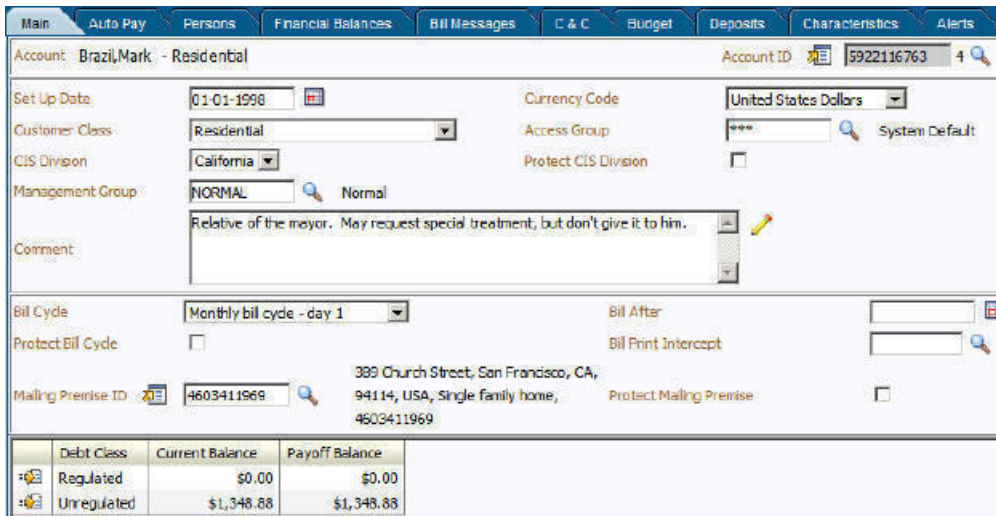 Main Auto Pay Persons Financial Balances Bill Messages C & C Budget Deposits Characteristics Alerts
Account Brazil,Mark - Residential Account ID 5922116763 4
Set Up Date 01-01-1998 Currency Code United States Dollars
Customer Class Residential Access Group *** System Default
CIS Division California Protect CIS Division
Management Group NORMAL Normal
Relative of the mayor. May request special treatment, but don't give it to him.
Comment
Bill Cycle Monthly bill cycle - day 1 Bill After
Protect Bill Cycle Bill Print Intercept
389 Church Street, San Francisco, CA,
Mailing Premise ID 4603411969 94114, USA, Single family home, Protect Mailing Premise
4603411969
Debt Class Current Balance Payoff Balance
Regulated $0.00 $0.00
Unregulated $1,348.88 $1,348.88